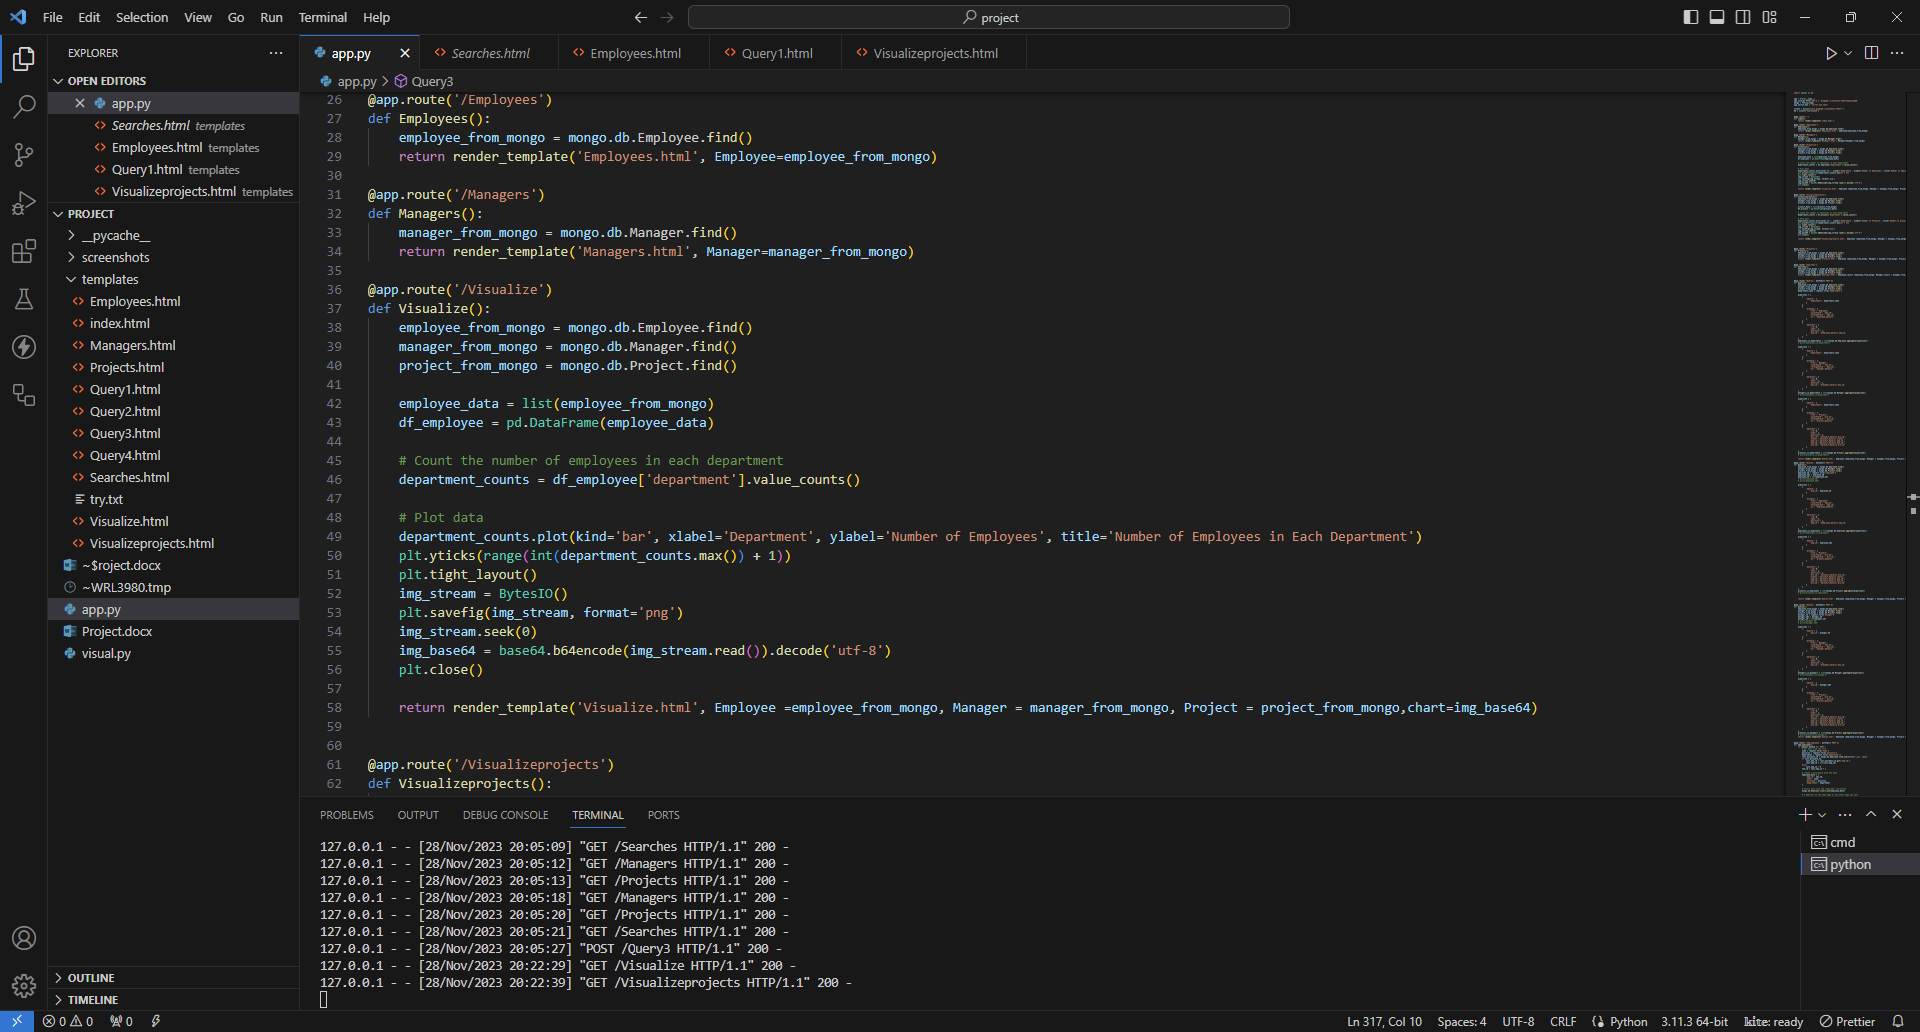 File Edit Selection View Go Run Terminal Help
project
EXPLORER
OPEN EDITORS
app.py
Searches.html templates
Employees.html templates
Query1.html templates
Visualizeprojects.html templates
PROJECT
__pycache__
screenshots
templates
Employees.html
index.html
Managers.html
Projects.html
Query1.html
Query2.html
Query3.html
Query4.html
Searches.html
try.txt
Visualize.html
Visualizeprojects.html
~$roject.docx
~WRL3980.tmp
app.py
Project.docx
visual.py
OUTLINE
TIMELINE
app.py Searches.html Employees.html Query1.html Visualizeprojects.html
app.py > Query3
26 @app.route('/Employees')
27 def Employees():
28 employee_from_mongo = mongo.db.Employee.find()
29 return render_template('Employees.html', Employee=employee_from_mongo)
30
31 @app.route('/Managers')
32 def Managers():
33 manager_from_mongo = mongo.db.Manager.find()
34 return render_template('Managers.html', Manager=manager_from_mongo)
35
36 @app.route('/Visualize')
37 def Visualize():
38 employee_from_mongo = mongo.db.Employee.find()
39 manager_from_mongo = mongo.db.Manager.find()
40 project_from_mongo = mongo.db.Project.find()
41
42 employee_data = list(employee_from_mongo)
43 df_employee = pd.DataFrame(employee_data)
44
45 # Count the number of employees in each department
46 department_counts = df_employee['department'].value_counts()
47
48 # Plot data
49 department_counts.plot(kind='bar', xlabel='Department', ylabel='Number of Employees', title='Number of Employees in Each Department')
50 plt.yticks(range(int(department_counts.max()) + 1))
51 plt.tight_layout()
52 img_stream = BytesIO()
53 plt.savefig(img_stream, format='png')
54 img_stream.seek(0)
55 img_base64 = base64.b64encode(img_stream.read()).decode('utf-8')
56 plt.close()
57
58 return render_template('Visualize.html', Employee =employee_from_mongo, Manager = manager_from_mongo, Project = project_from_mongo,chart=img_base64)
59
60
61 @app.route('/Visualizeprojects')
62 def Visualizeprojects():
PROBLEMS OUTPUT DEBUG CONSOLE TERMINAL PORTS
127.0.0.1 - - [28/Nov/2023 20:05:09] "GET /Searches HTTP/1.1" 200 -
127.0.0.1 - - [28/Nov/2023 20:05:12] "GET /Managers HTTP/1.1" 200 -
127.0.0.1 - - [28/Nov/2023 20:05:13] "GET /Projects HTTP/1.1" 200 -
127.0.0.1 - - [28/Nov/2023 20:05:18] "GET /Managers HTTP/1.1" 200 -
127.0.0.1 - - [28/Nov/2023 20:05:20] "GET /Projects HTTP/1.1" 200 -
127.0.0.1 - - [28/Nov/2023 20:05:21] "GET /Searches HTTP/1.1" 200 -
127.0.0.1 - - [28/Nov/2023 20:05:27] "POST /Query3 HTTP/1.1" 200 -
127.0.0.1 - - [28/Nov/2023 20:22:29] "GET /Visualize HTTP/1.1" 200 -
127.0.0.1 - - [28/Nov/2023 20:22:39] "GET /Visualizeprojects HTTP/1.1" 200 -
cmd
python
0 0 0 Ln 317, Col 10 Spaces: 4 UTF-8 CRLF Python 3.11.3 64-bit kite: ready Prettier